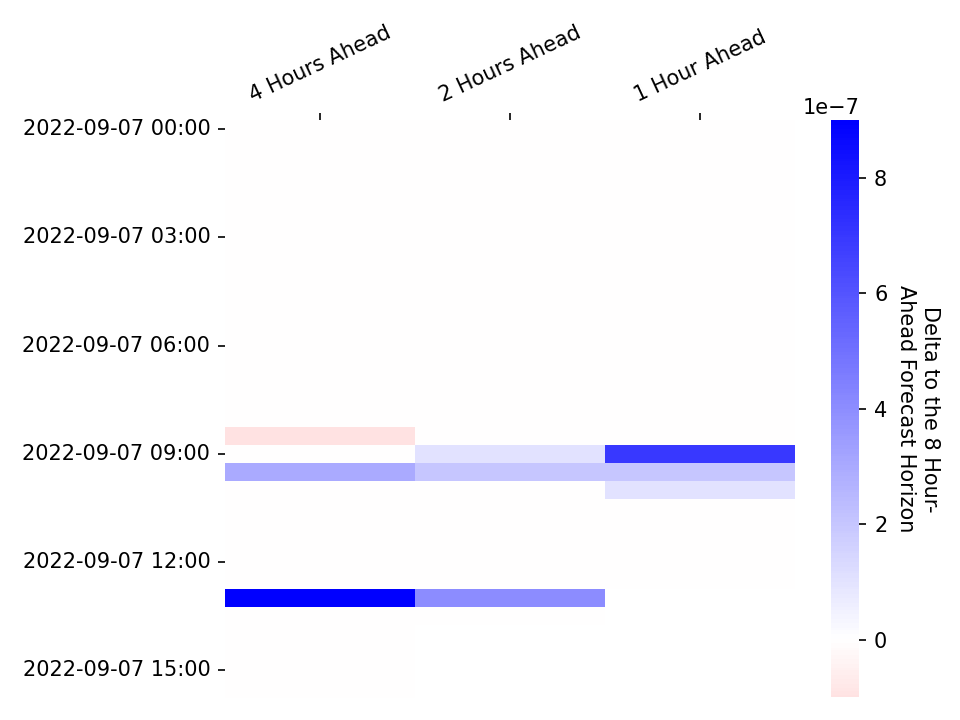 4 Hours Ahead
2 Hours Ahead
1 Hour Ahead
1e−7
2022-09-07 00:00
2022-09-07 03:00
2022-09-07 06:00
2022-09-07 09:00
2022-09-07 12:00
2022-09-07 15:00
8
6
4
2
0
Delta to the 8 Hour-
Ahead Forecast Horizon